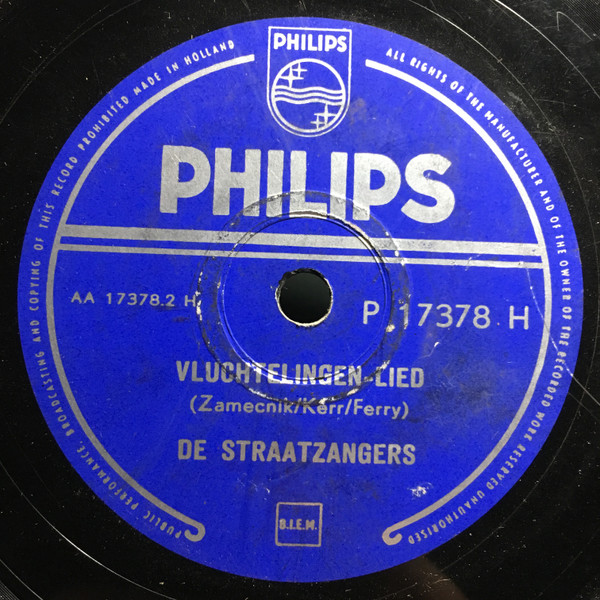 ALL RIGHTS OF THE MANUFACTURER AND OF THE OWNER OF THE RECORDED WORK RESERVED UNAUTHORISED
PUBLIC PERFORMANCE, BROADCASTING AND COPYING OF THIS RECORD PROHIBITED MADE IN HOLLAND
PHILIPS
PHILIPS
AA 17378.2 H
P 17378 H
VLUCHTELINGEN-LIED
(Zamecnik/Kerr/Ferry)
DE STRAATZANGERS
B.I.E.M.